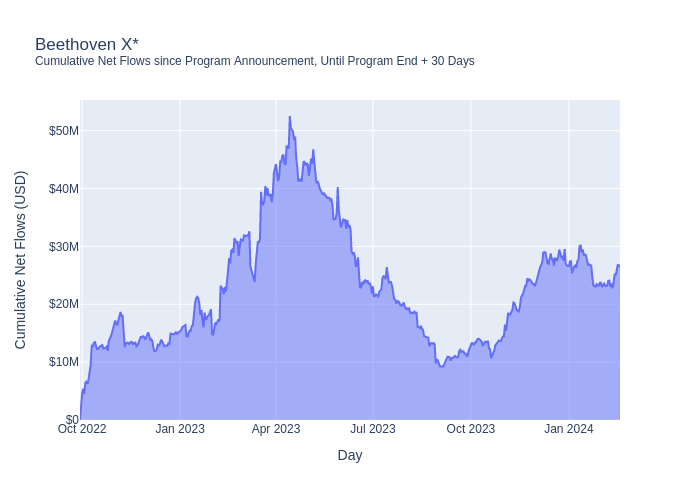 Beethoven X*
Cumulative Net Flows since Program Announcement, Until Program End + 30 Days
$50M
$40M
$30M
$20M
$10M
$0
Cumulative Net Flows (USD)
Oct 2022 Jan 2023 Apr 2023 Jul 2023 Oct 2023 Jan 2024
Day